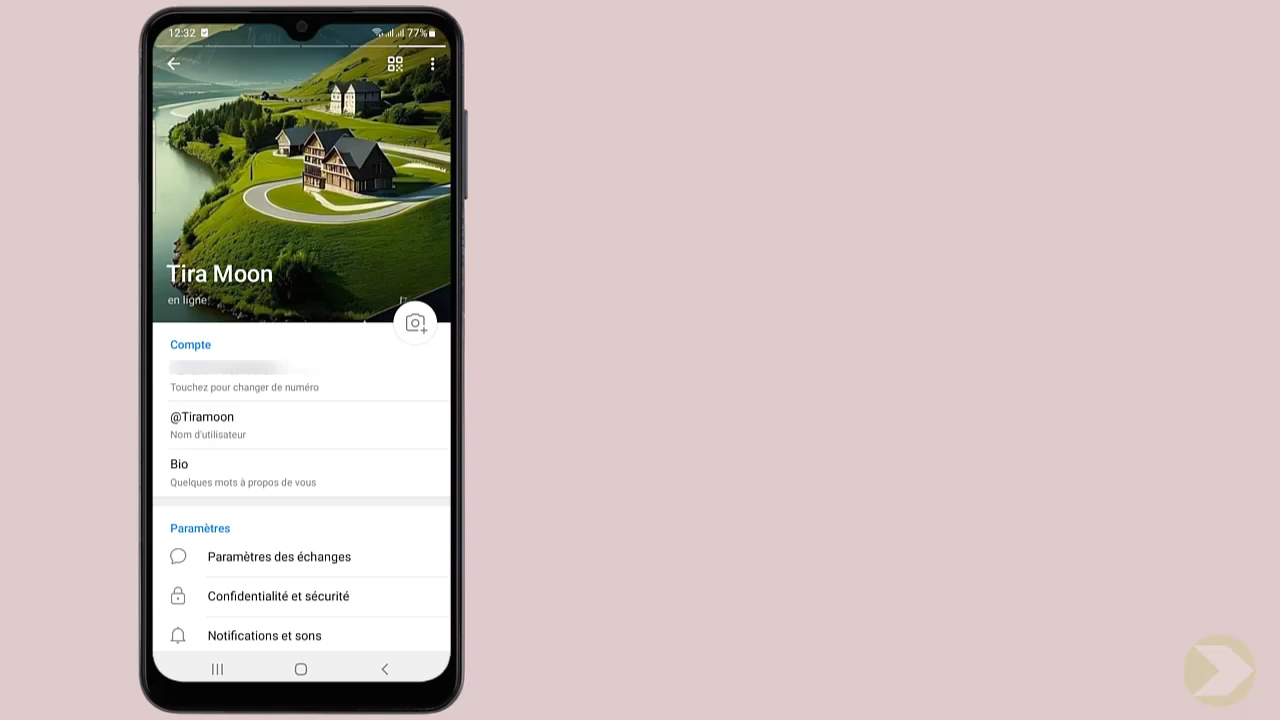 12:32
77%
Tira Moon
en ligne
Compte
Touchez pour changer de numéro
@Tiramoon
Nom d'utilisateur
Bio
Quelques mots à propos de vous
Paramètres
Paramètres des échanges
Confidentialité et sécurité
Notifications et sons